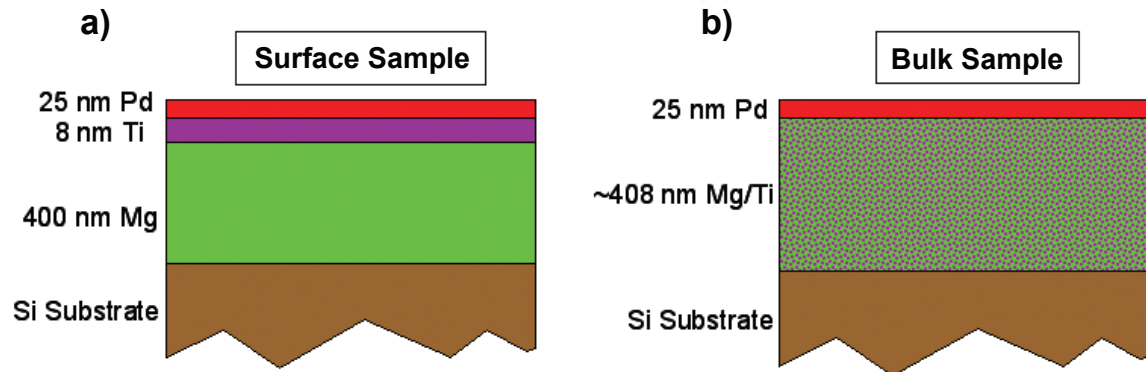 a)
Surface Sample
25 nm Pd
8 nm Ti
400 nm Mg
Si Substrate
b)
Bulk Sample
25 nm Pd
~408 nm Mg/Ti
Si Substrate